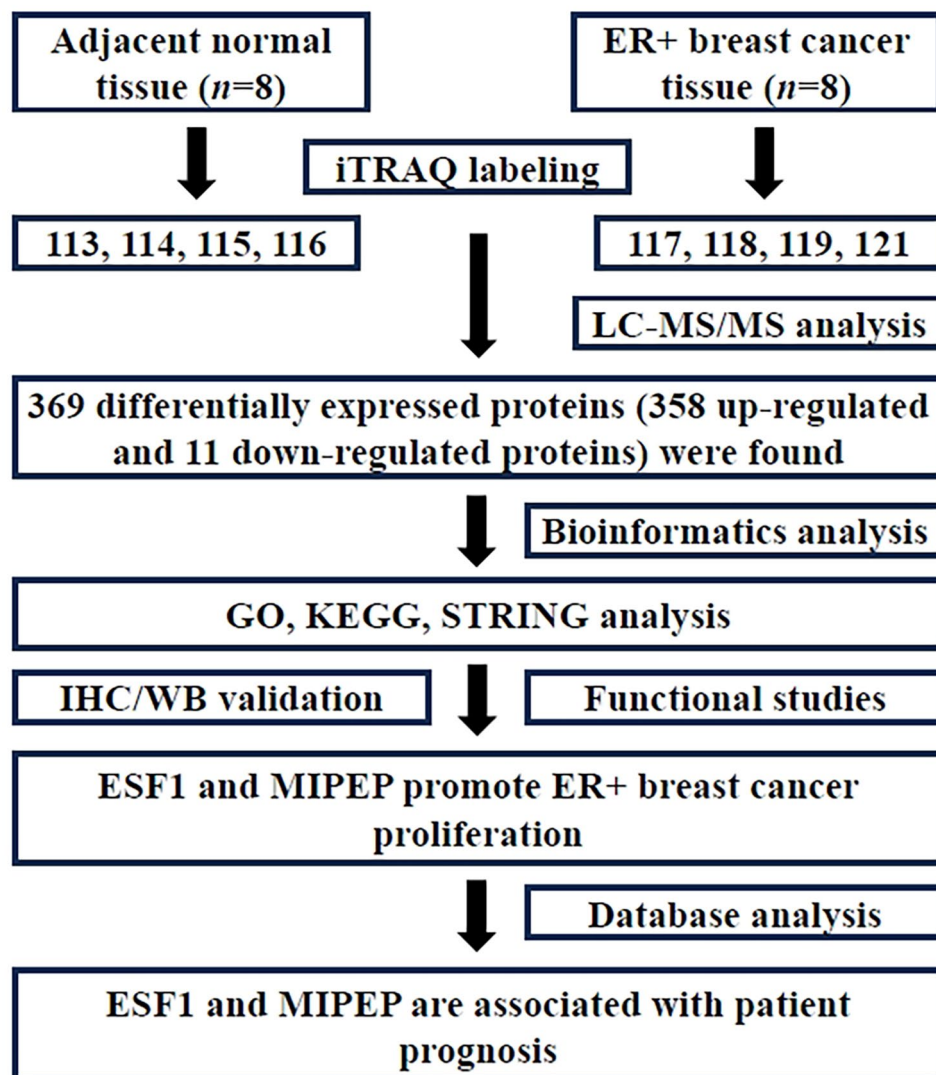 Adjacent normal
tissue (n=8)
ER+ breast cancer
tissue (n=8)
iTRAQ labeling
113, 114, 115, 116
117, 118, 119, 121
LC-MS/MS analysis
369 differentially expressed proteins (358 up-regulated
and 11 down-regulated proteins) were found
Bioinformatics analysis
GO, KEGG, STRING analysis
IHC/WB validation
Functional studies
ESF1 and MIPEP promote ER+ breast cancer
proliferation
Database analysis
ESF1 and MIPEP are associated with patient
prognosis